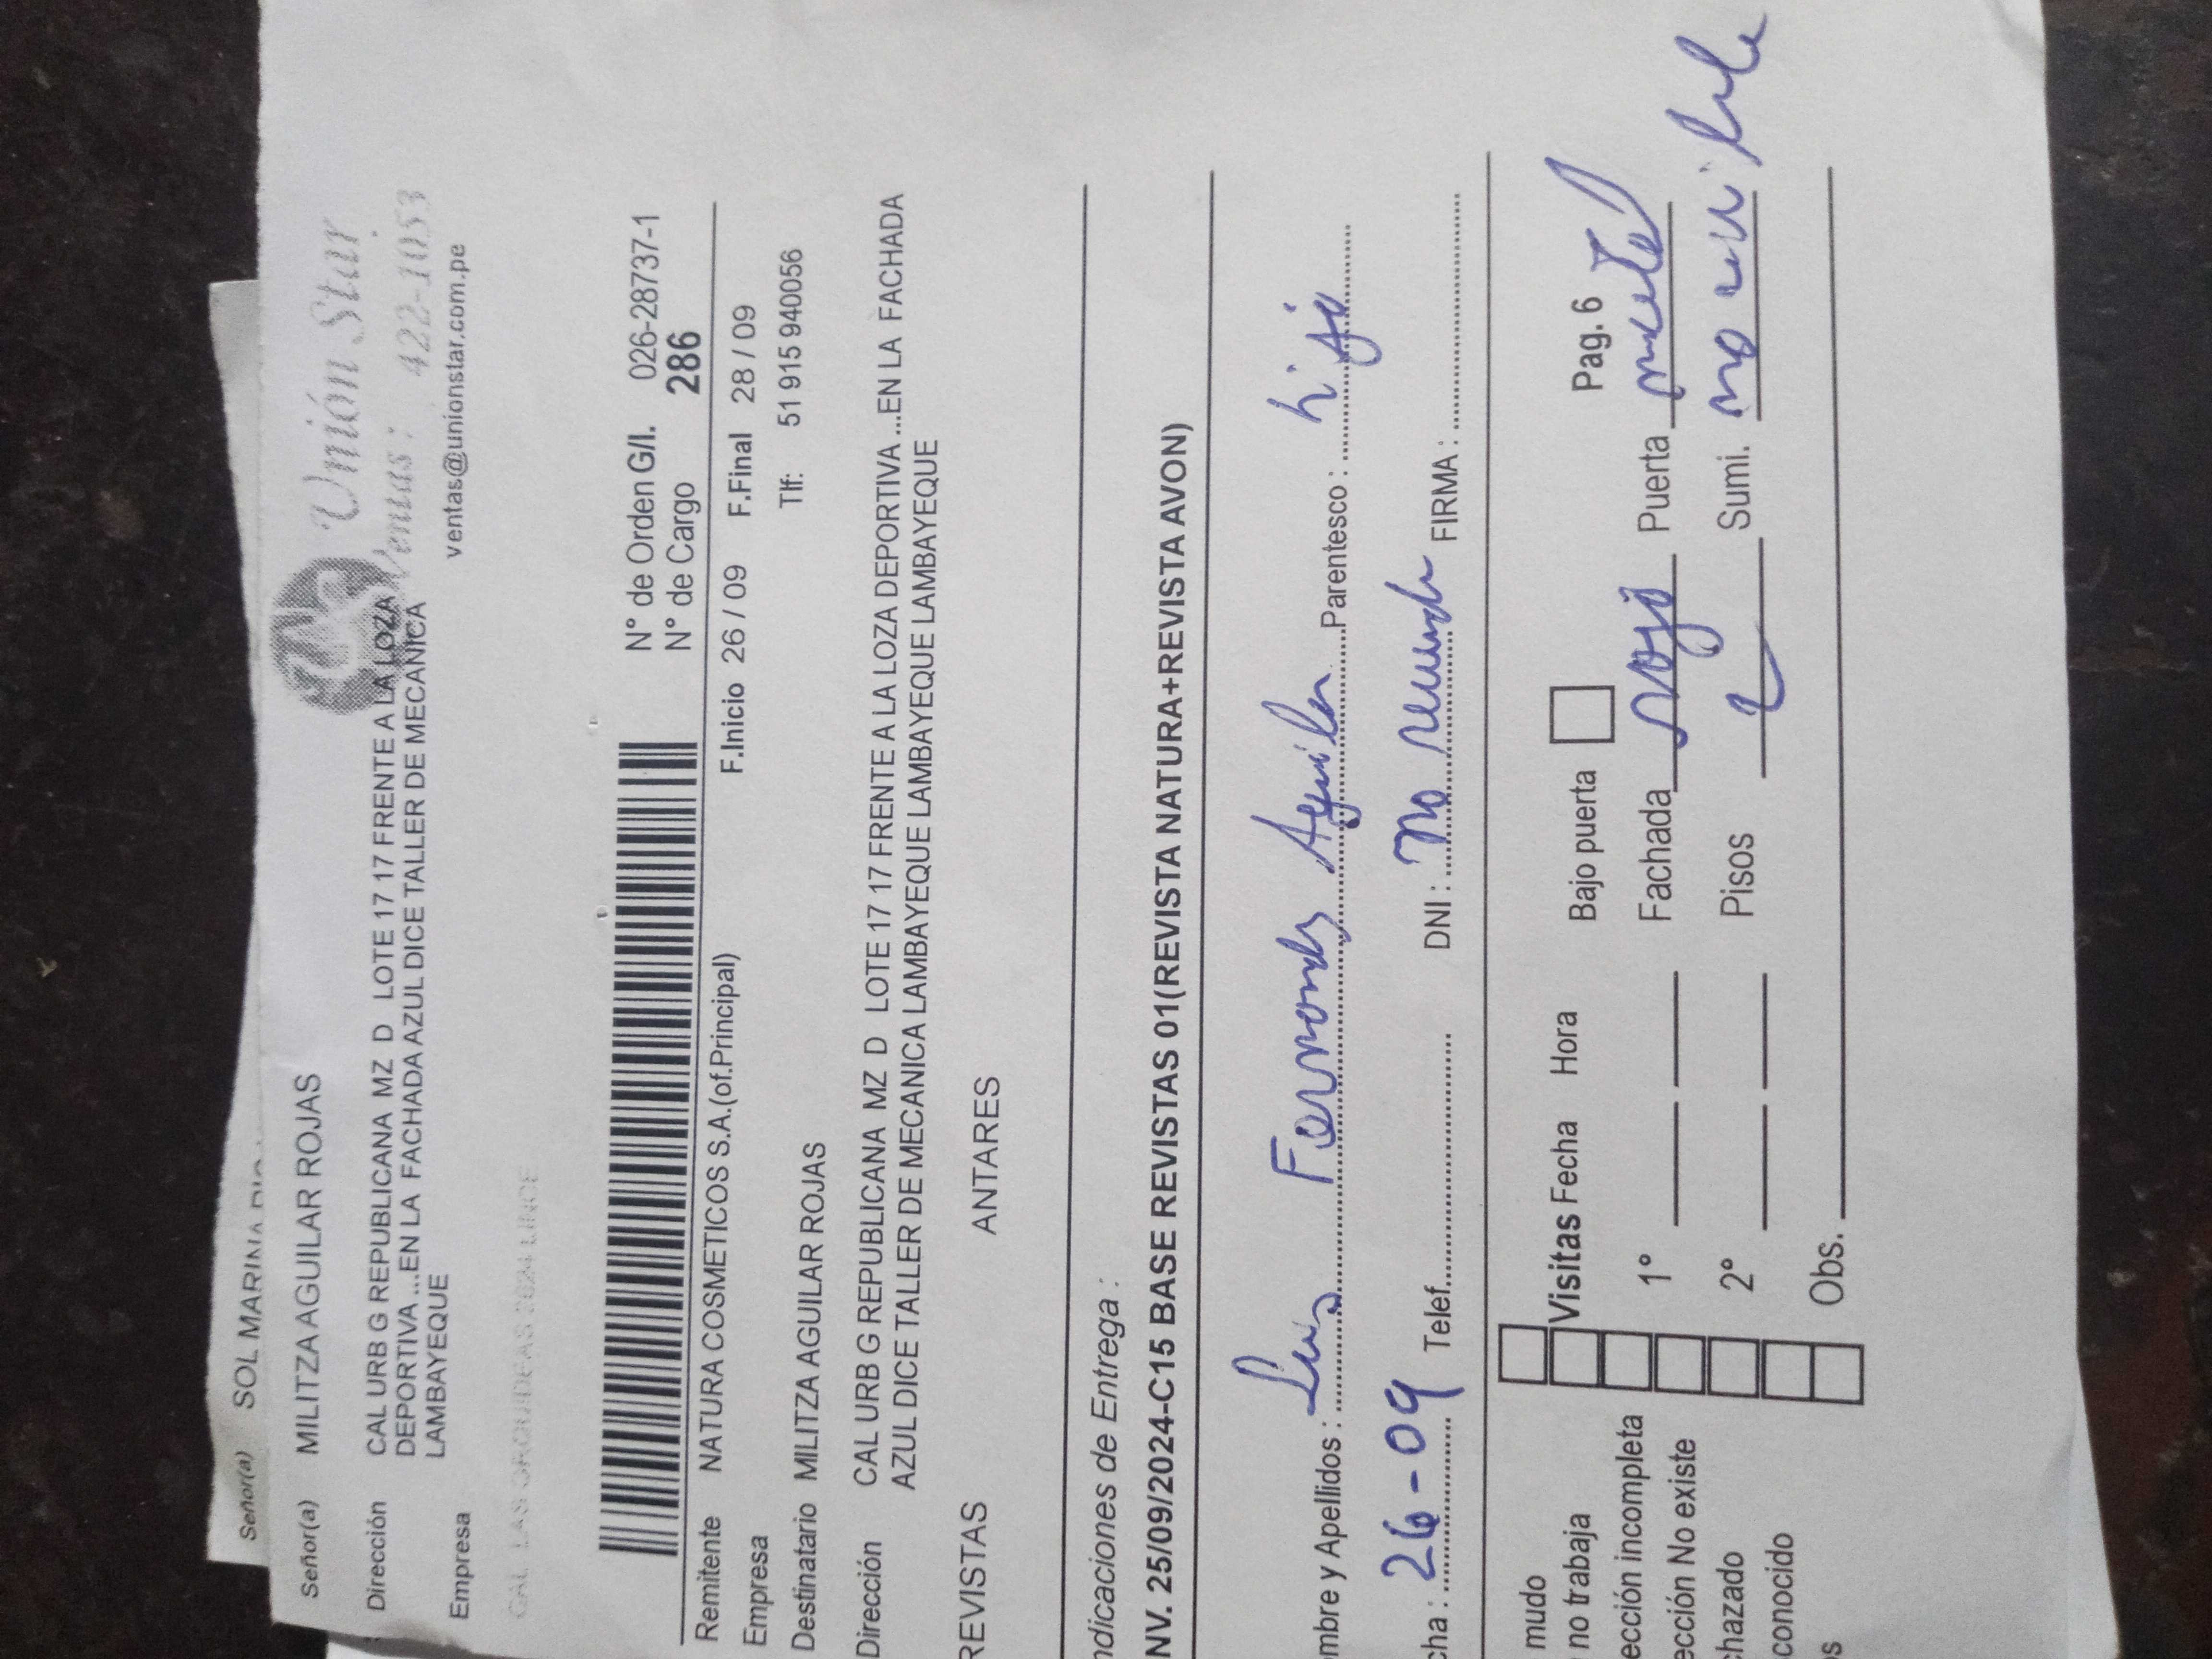 Señor(a) SOL MARINA
Unión Star
Ventas : 422-1053
ventas@unionstar.com.pe
Señor(a) MILITZA AGUILAR ROJAS
Dirección CAL URB G REPUBLICANA MZ D LOTE 17 17 FRENTE A LA LOZA
DEPORTIVA ...EN LA FACHADA AZUL DICE TALLER DE MECANICA
LAMBAYEQUE
Empresa
N° de Orden G/I. 026-28737-1
N° de Cargo 286
Remitente NATURA COSMETICOS S.A.(of.Principal)
F.Inicio 26 / 09 F.Final 28 / 09
Empresa
Tlf: 51 915 940056
Destinatario MILITZA AGUILAR ROJAS
Dirección CAL URB G REPUBLICANA MZ D LOTE 17 17 FRENTE A LA LOZA DEPORTIVA ...EN LA FACHADA
AZUL DICE TALLER DE MECANICA LAMBAYEQUE LAMBAYEQUE LAMBAYEQUE LAMBAYEQUE
REVISTAS ANTARES
ndicaciones de Entrega :
NV. 25/09/2024-C15 BASE REVISTAS 01(REVISTA NATURA+REVISTA AVON)
mbre y Apellidos : Luis Fernandez Aguilar Parentesco : hijo
cha : 26-09 Telef. DNI : No FIRMA :
mudo
no trabaja Visitas Fecha Hora Bajo puerta Pag. 6
ección incompleta
ección No existe 1° Fachada rojo Puerta metal
chazado 2° Pisos Sumi. no
conocido
s Obs.